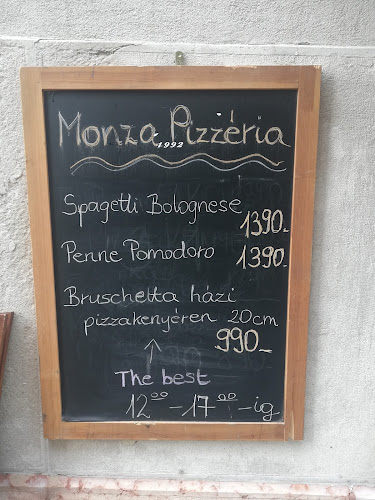 Monza Pizzéria
1992
Spagetti Bolognese
1390.-
Penne Pomodoro 1390.-
Bruschetta házi
pizzakenyéren 20cm
990.-
The best
12⁰⁰-17⁰⁰-ig